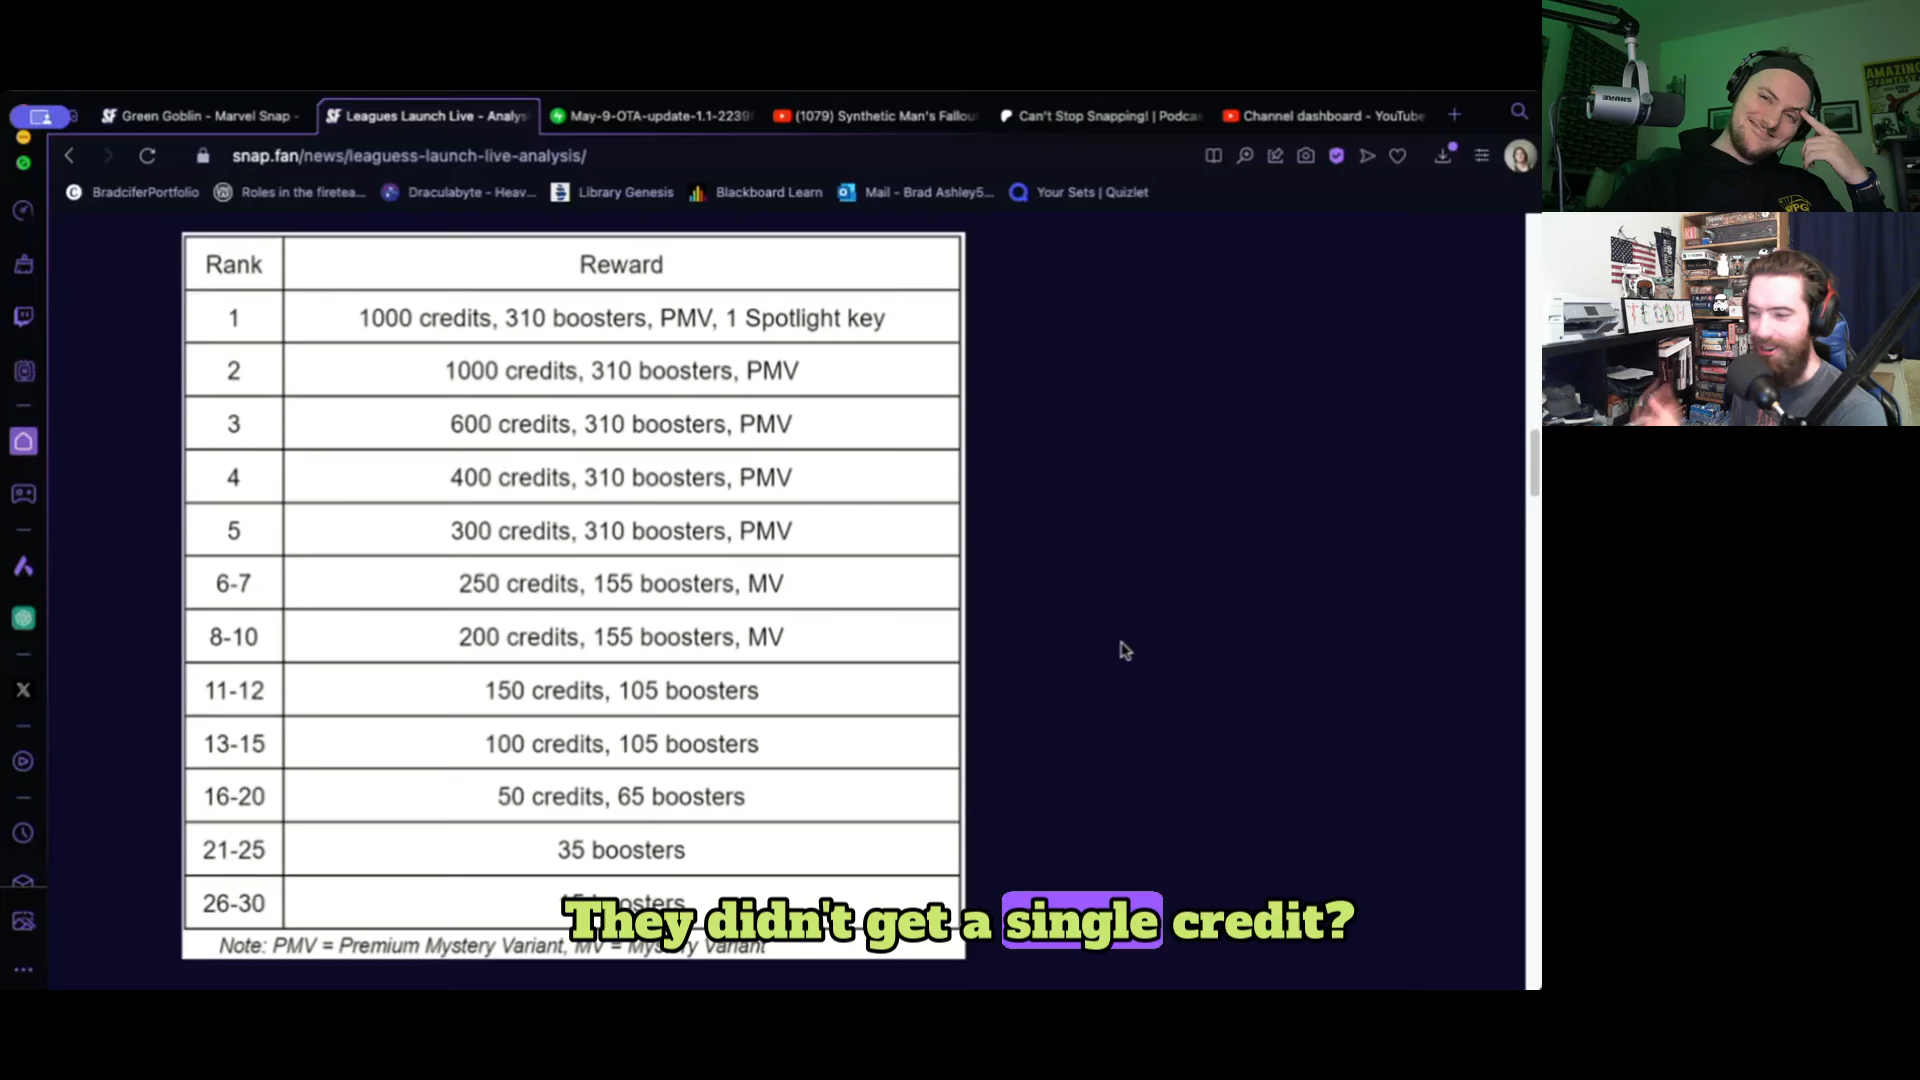 Green Goblin - Marvel Snap -
Leagues Launch Live - Analys
May-9-OTA-update-1.1-2239
(1079) Synthetic Man's Fallou
Can't Stop Snapping! | Podca
Channel dashboard - YouTube
snap.fan/news/leaguess-launch-live-analysis/
BradciferPortfolio
Roles in the firetea...
Draculabyte - Heav...
Library Genesis
Blackboard Learn
Mail - Brad Ashley5...
Your Sets | Quizlet
Rank Reward
1 1000 credits, 310 boosters, PMV, 1 Spotlight key
2 1000 credits, 310 boosters, PMV
3 600 credits, 310 boosters, PMV
4 400 credits, 310 boosters, PMV
5 300 credits, 310 boosters, PMV
6-7 250 credits, 155 boosters, MV
8-10 200 credits, 155 boosters, MV
11-12 150 credits, 105 boosters
13-15 100 credits, 105 boosters
16-20 50 credits, 65 boosters
21-25 35 boosters
26-30
They didn't get a single credit?
Note: PMV = Premium Mystery Variant, MV = Mystery Variant
SHURE
AMAZING
FANTASY
PPG